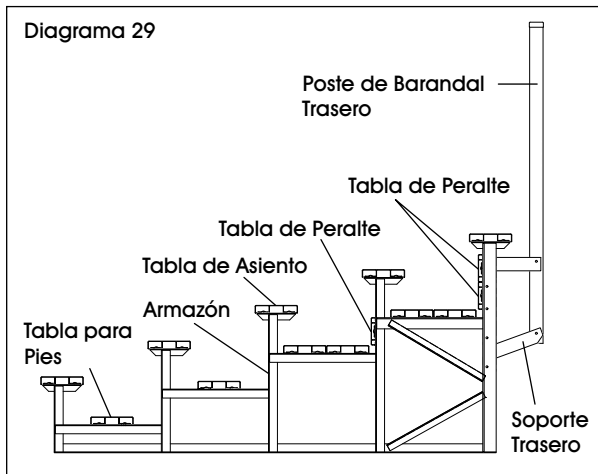 Diagrama 29
Poste de Barandal
Trasero
Tabla de Peralte
Tabla de Peralte
Tabla de Asiento
Armazón
Tabla para
Pies
Soporte
Trasero